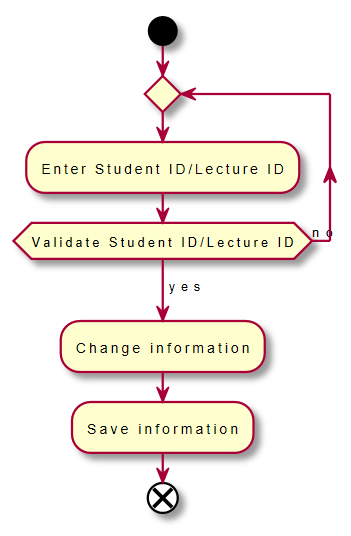 Enter Student ID/Lecture ID
Validate Student ID/Lecture ID
no
yes
Change information
Save information